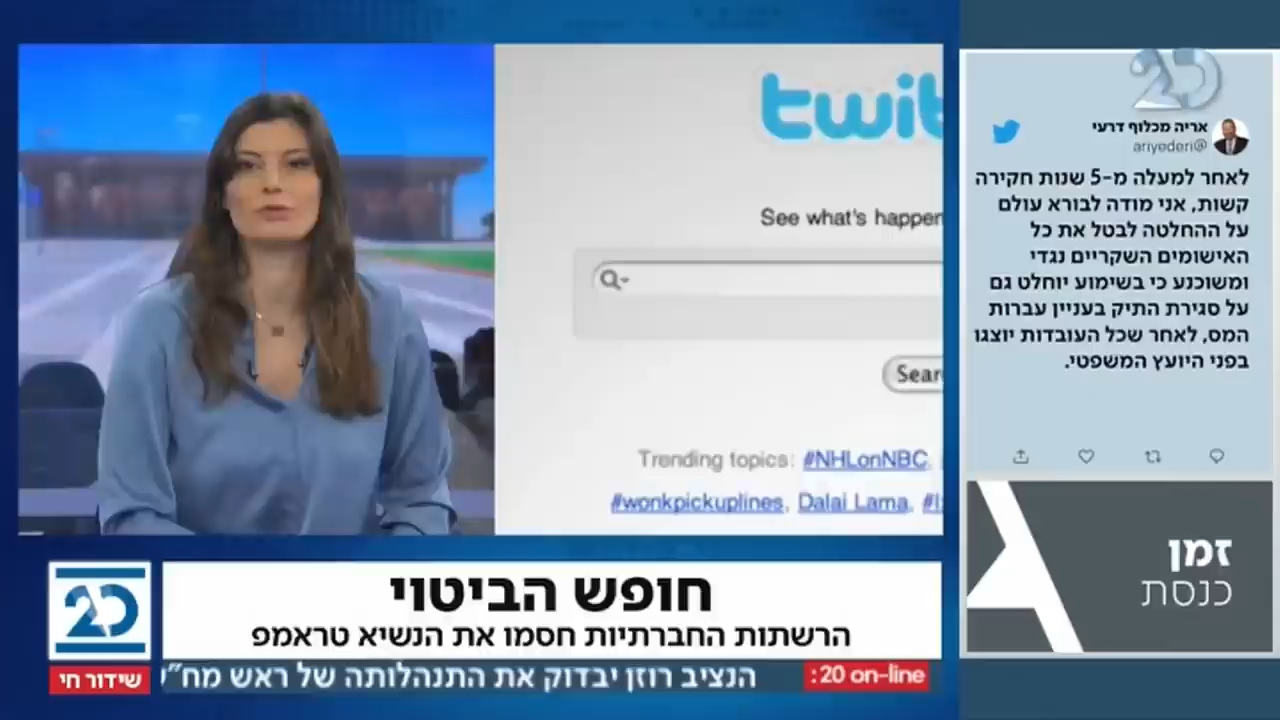 twit
See what's happen
Sear
Trending topics: #NHLonNBC,
#wonkpickuplines, Dalai Lama,
20
אריה מכלוף דרעי
@ariyederi
לאחר למעלה מ-5 שנות חקירה
קשות, אני מודה לבורא עולם
על ההחלטה לבטל את כל
האישומים השקריים נגדי
ומשוכנע כי בשימוע יוחלט גם
על סגירת התיק בעניין עברות
המס, לאחר שכל העובדות יוצגו
בפני היועץ המשפטי.
זמן
כנסת
20
חופש הביטוי
הרשתות החברתיות חסמו את הנשיא טראמפ
שידור חי
20 on-line:
הנציב רוזן יבדוק את התנהלותה של ראש מח"